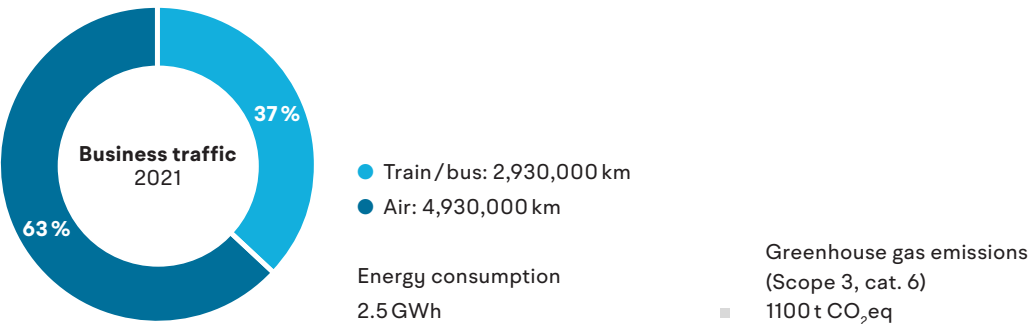 37 %
Business traffic
2021
63 %
Train / bus: 2,930,000 km
Air: 4,930,000 km
Energy consumption
2.5 GWh
Greenhouse gas emissions
(Scope 3, cat. 6)
1100 t CO₂eq